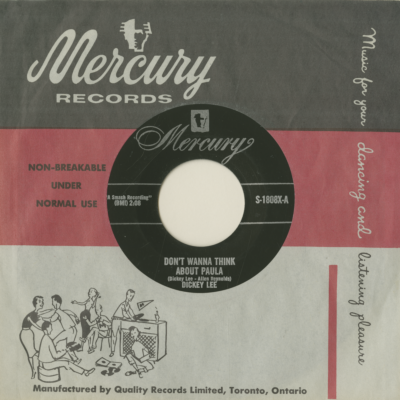 Mercury
RECORDS
Music for your dancing and listening pleasure
NON-BREAKABLE
UNDER
NORMAL USE
Mercury
"A Smash Recording"
(BMI) 2:08
S-1808X-A
DON'T WANNA THINK
ABOUT PAULA
(Dickey Lee - Allen Reynolds)
DICKEY LEE
Manufactured by Quality Records Limited, Toronto, Ontario